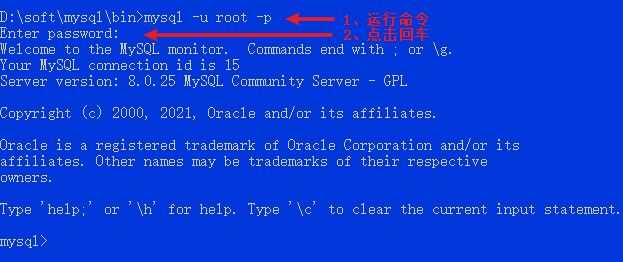 D:\soft\mysql\bin>mysql -u root -p 1、运行命令
Enter password: 2、点击回车
Welcome to the MySQL monitor.  Commands end with ; or \g.
Your MySQL connection id is 15
Server version: 8.0.25 MySQL Community Server - GPL
Copyright (c) 2000, 2021, Oracle and/or its affiliates.
Oracle is a registered trademark of Oracle Corporation and/or its
affiliates. Other names may be trademarks of their respective
owners.
Type 'help;' or '\h' for help. Type '\c' to clear the current input statement.
mysql>